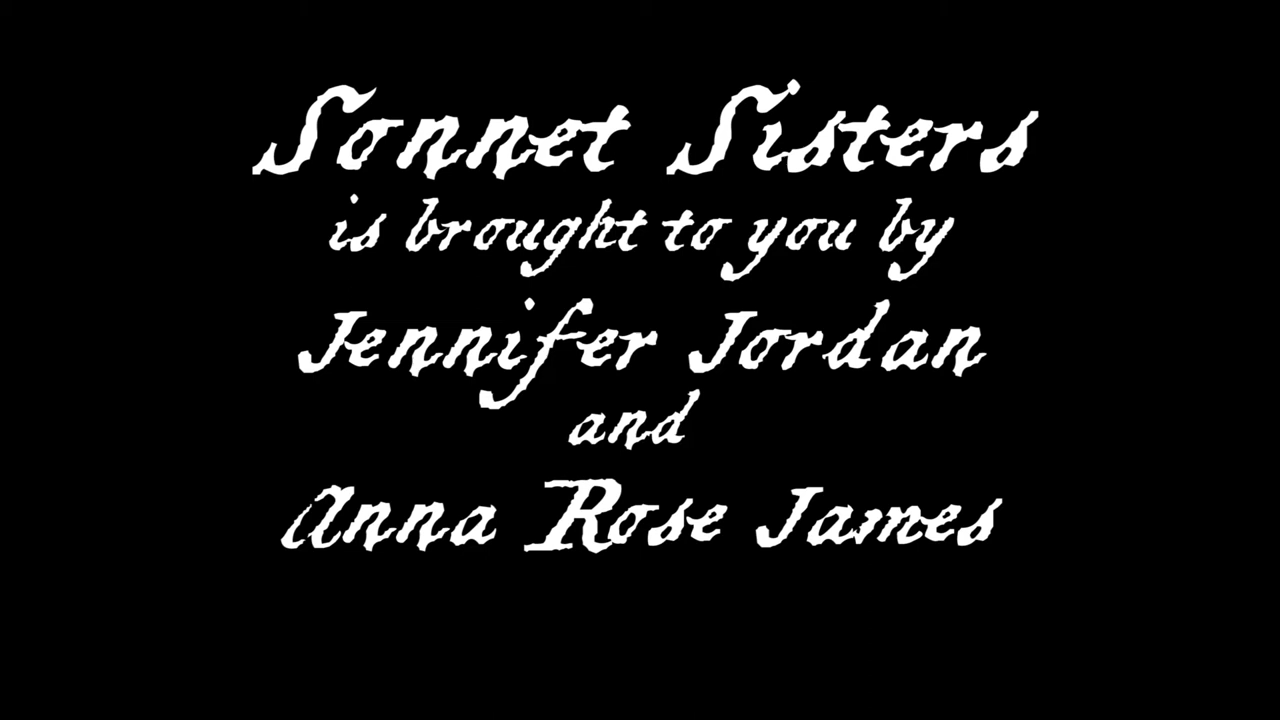 Sonnet Sisters
is brought to you by
Jennifer Jordan
and
Anna Rose James